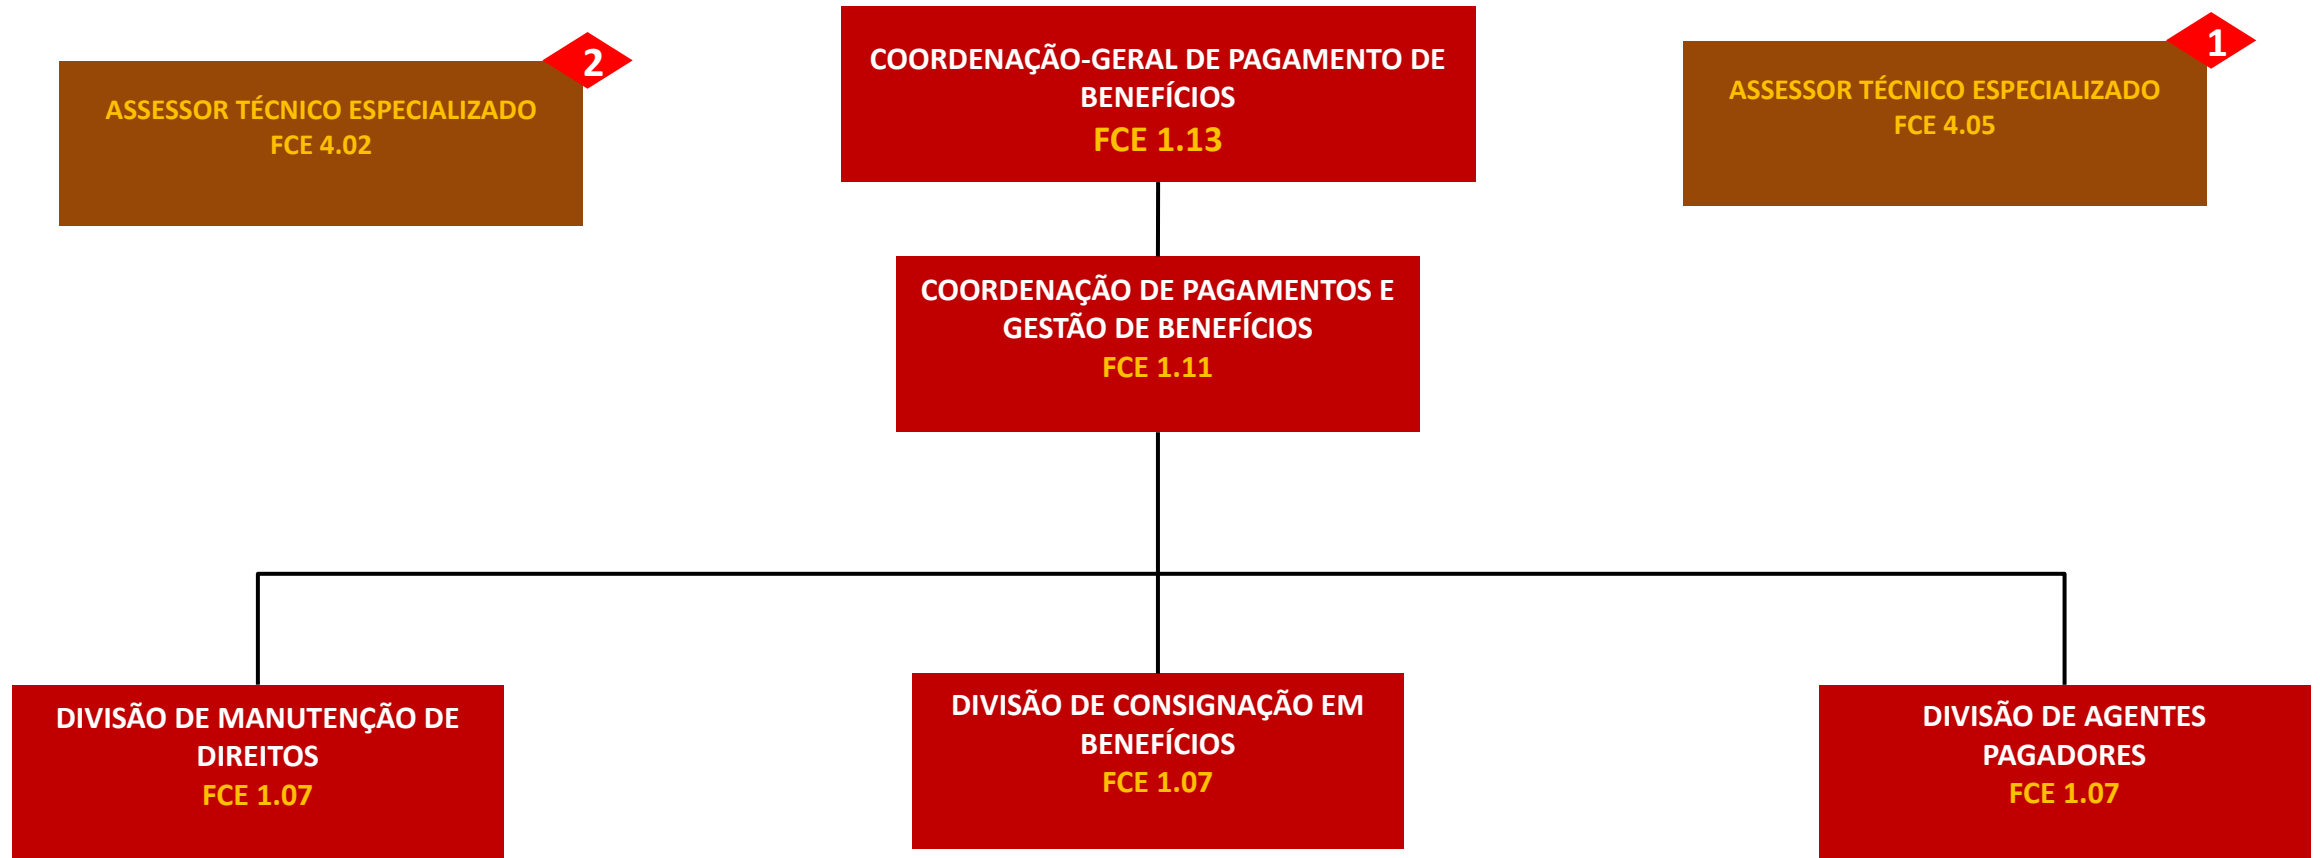 2
ASSESSOR TÉCNICO ESPECIALIZADO
FCE 4.02
COORDENAÇÃO-GERAL DE PAGAMENTO DE
BENEFÍCIOS
FCE 1.13
1
ASSESSOR TÉCNICO ESPECIALIZADO
FCE 4.05
COORDENAÇÃO DE PAGAMENTOS E
GESTÃO DE BENEFÍCIOS
FCE 1.11
DIVISÃO DE MANUTENÇÃO DE
DIREITOS
FCE 1.07
DIVISÃO DE CONSIGNAÇÃO EM
BENEFÍCIOS
FCE 1.07
DIVISÃO DE AGENTES
PAGADORES
FCE 1.07